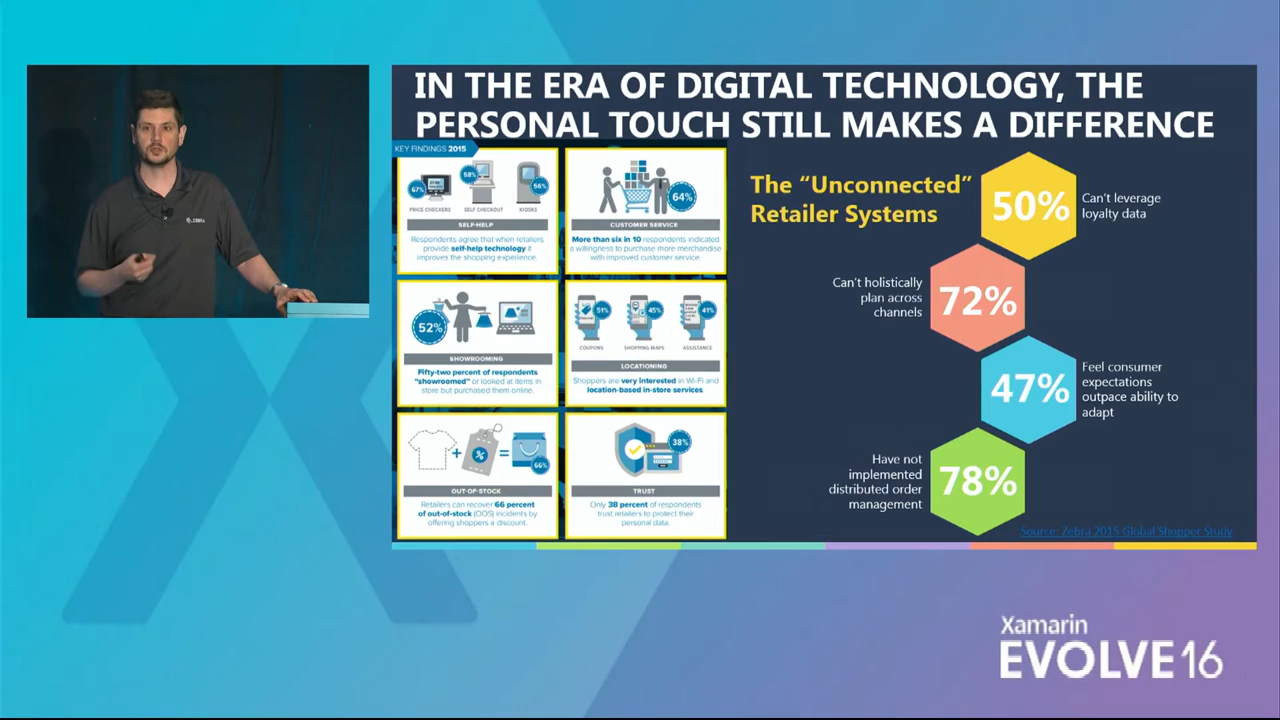 IN THE ERA OF DIGITAL TECHNOLOGY, THE
PERSONAL TOUCH STILL MAKES A DIFFERENCE
KEY FINDINGS 2015
67%
58%
56%
PRICE CHECKERS
SELF CHECKOUT
KIOSKS
SELF-HELP
Respondents agree that when retailers
provide self-help technology it
improves the shopping experience.
64%
CUSTOMER SERVICE
More than six in 10 respondents indicated
a willingness to purchase more merchandise
with improved customer service.
52%
SHOWROOMING
Fifty-two percent of respondents
"showroomed" or looked at items in
store but purchased them online.
51%
45%
41%
COUPONS
SHOPPING MAPS
ASSISTANCE
LOCATIONING
Shoppers are very interested in Wi-Fi and
location-based in-store services.
+
%
=
66%
OUT-OF-STOCK
Retailers can recover 66 percent
of out-of-stock (OOS) incidents by
offering shoppers a discount.
38%
TRUST
Only 38 percent of respondents
trust retailers to protect their
personal data.
The “Unconnected”
Retailer Systems
50%
Can’t leverage
loyalty data
Can’t holistically
plan across
channels
72%
47%
Feel consumer
expectations
outpace ability to
adapt
Have not
implemented
distributed order
management
78%
Source: Zebra 2015 Global Shopper Study
Xamarin
EVOLVE 16